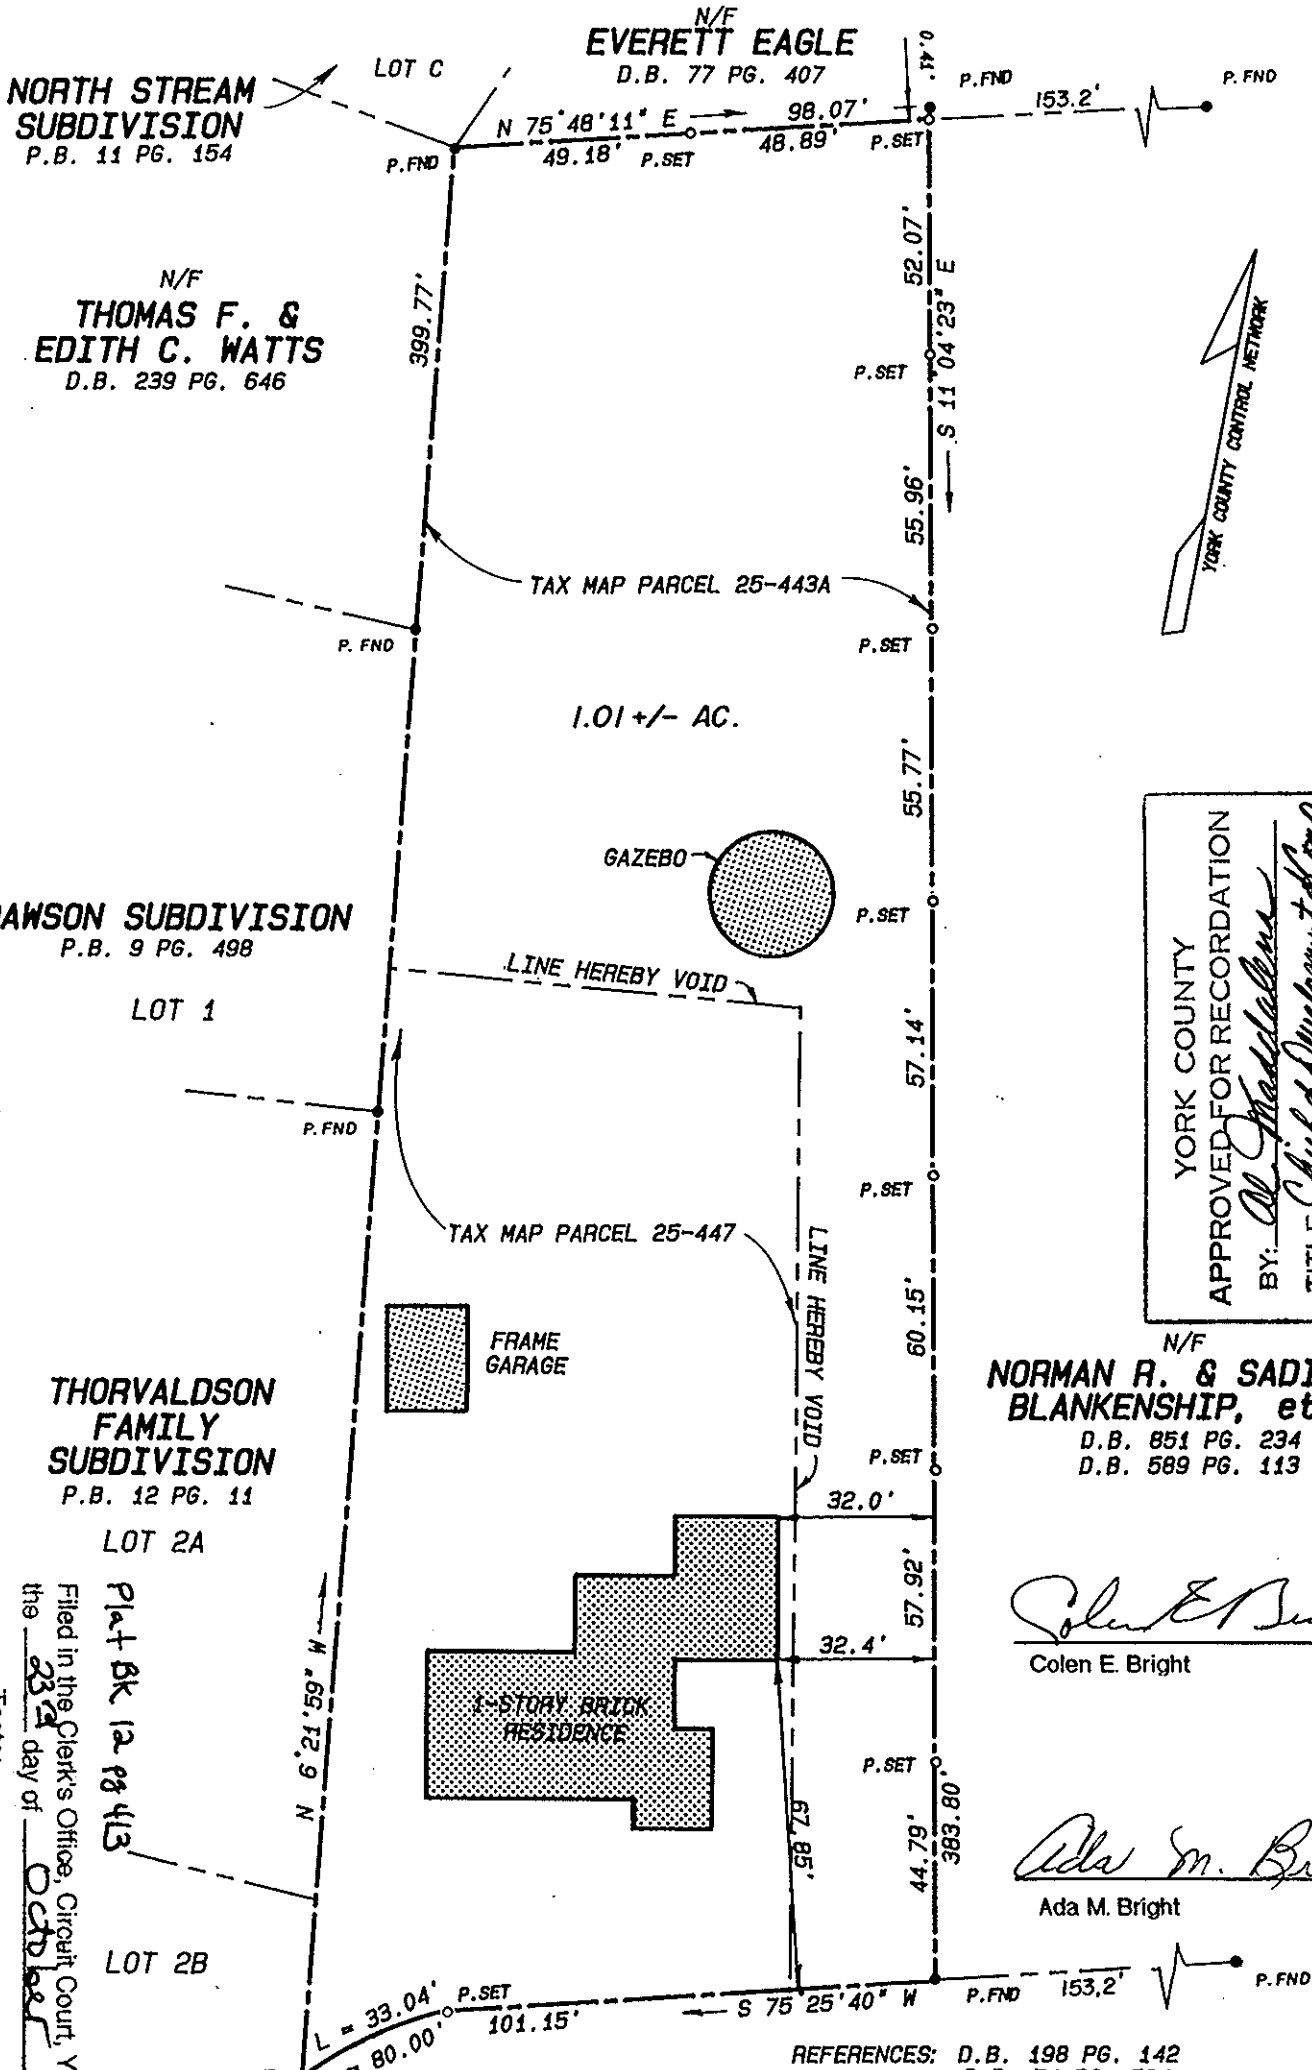 N/F
EVERETT EAGLE
D.B. 77 PG. 407
LOT C
NORTH STREAM
SUBDIVISION
P.B. 11 PG. 154
0.41'
P.FND
153.2'
P. FND
N 75°48'11" E
98.07'
P.FND
49.18'
P.SET
48.89'
P.SET
52.07'
S 11°04'23" E
N/F
THOMAS F. &
EDITH C. WATTS
D.B. 239 PG. 646
399.77'
P.SET
YORK COUNTY CONTROL NETWORK
55.96'
TAX MAP PARCEL 25-443A
P. FND
P.SET
1.01 +/- AC.
55.77'
GAZEBO
P.SET
AWSON SUBDIVISION
P.B. 9 PG. 498
LOT 1
LINE HEREBY VOID
57.14'
YORK COUNTY
APPROVED FOR RECORDATION
BY: Al Maddalena
TITLE Chief of Development
P.FND
P.SET
TAX MAP PARCEL 25-447
LINE HEREBY VOID
60.15'
FRAME
GARAGE
N/F
NORMAN R. & SADI
BLANKENSHIP, et
D.B. 851 PG. 234
D.B. 589 PG. 113
THORVALDSON
FAMILY
SUBDIVISION
P.B. 12 PG. 11
LOT 2A
P.SET
32.0'
57.92'
32.4'
Colen E. Bright
1-STORY BRICK
RESIDENCE
N 6°21'59" W
Plat Bk 12 pg 413
Filed in the Clerk's Office, Circuit Court, Y
the 23rd day of October
P.SET
67.85'
44.79'
383.80'
Ada M. Bright
Ada M. Bright
LOT 2B
L = 33.04'
80.00'
P.SET
101.15'
S 75°25'40" W
P.FND
153.2'
P.FND
REFERENCES: D.B. 198 PG. 142